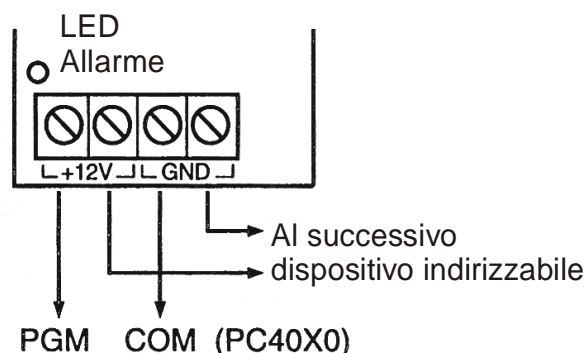 LED
Allarme
+12V GND
Al successivo
dispositivo indirizzabile
PGM COM (PC40X0)